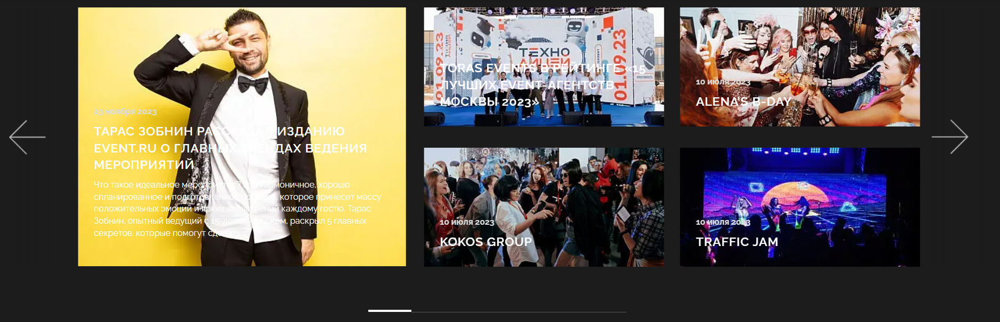 23 ноября 2023
ТАРАС ЗОБНИН РАССКАЗАЛ ИЗДАНИЮ
EVENT.RU О ГЛАВНЫХ ТРЕНДАХ ВЕДЕНИЯ
МЕРОПРИЯТИЙ
Что такое идеальное мероприятие? Это гармоничное, хорошо
спланированное и подготовленное событие, которое принесет массу
положительных эмоций и ярких впечатлений каждому гостю. Тарас
Зобнин, опытный ведущий с 15-летним стажем, раскрыл 5 главных
секретов, которые помогут сделать
01.09.23
ТЕХНО
ЛИЦЕЙ
01.09.23
TORAS EVENTS В РЕЙТИНГЕ «15
ЛУЧШИХ EVENT-АГЕНТСТВ
МОСКВЫ 2023»
10 июля 2023
ALENA'S B-DAY
10 июля 2023
KOKOS GROUP
10 июля 2023
TRAFFIC JAM